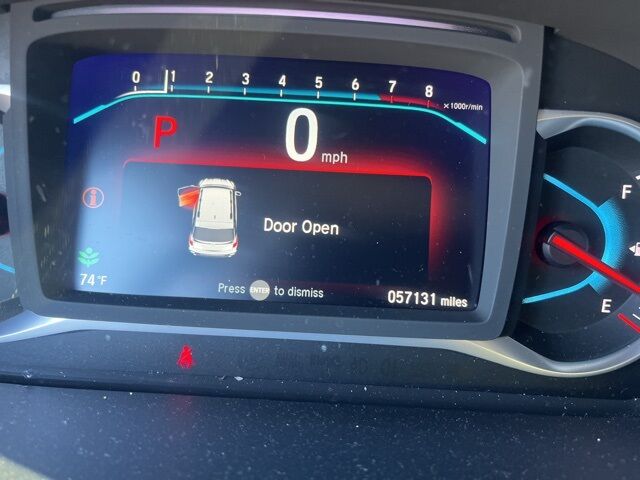 0 1 2 3 4 5 6 7 8
×1000r/min
P 0 mph
Door Open
74°F
Press ENTER to dismiss
057131 miles
F
E